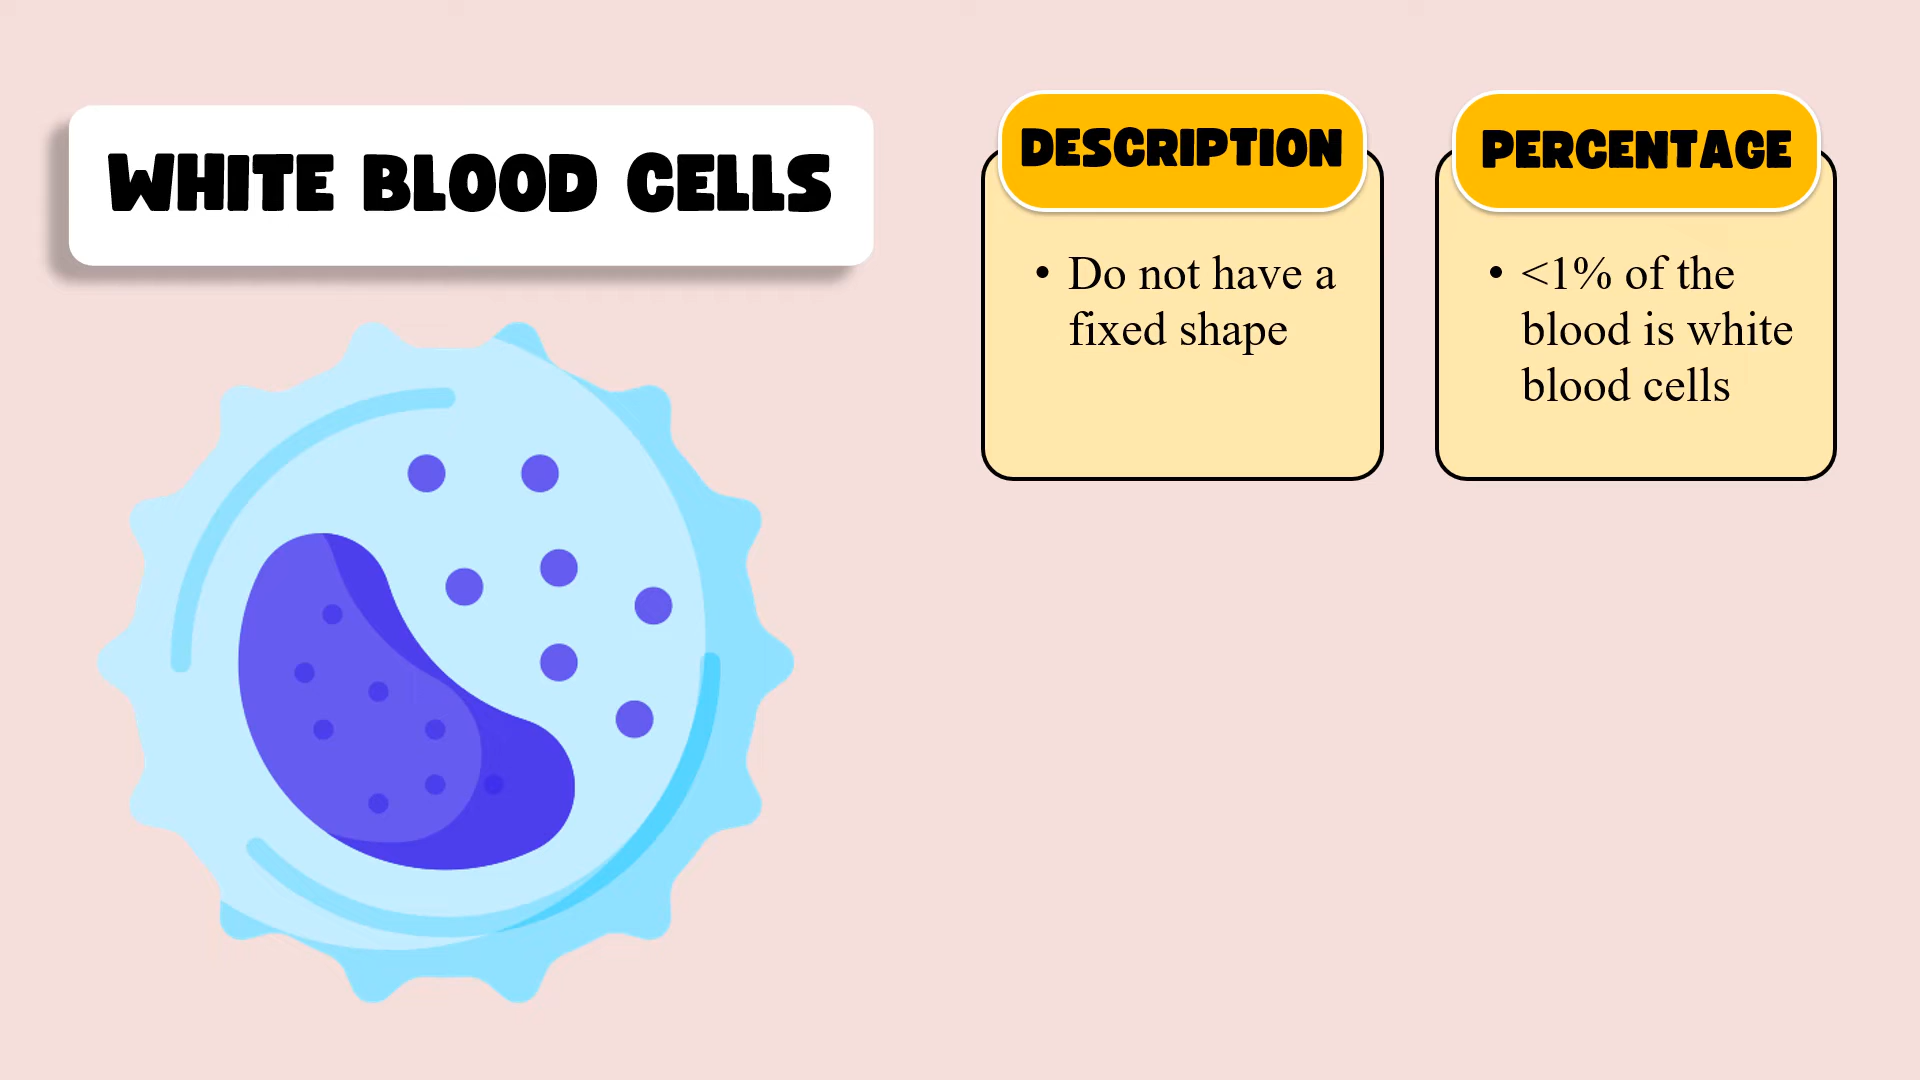 WHITE BLOOD CELLS
DESCRIPTION
• Do not have a
fixed shape
PERCENTAGE
• <1% of the
blood is white
blood cells